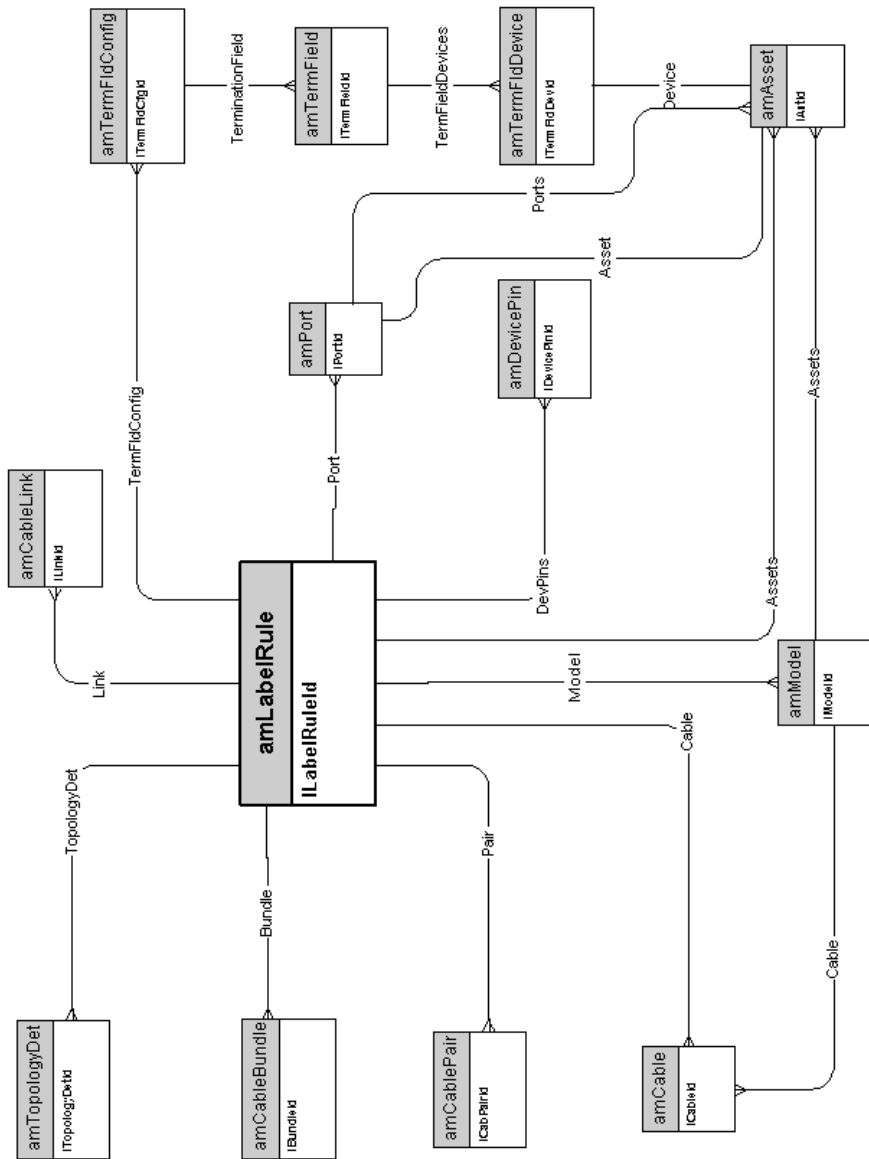 amTermFldConfig
lTermFldCfgId
TerminationField
amTermField
lTermFieldId
TermFieldDevices
amTermFldDevice
lTermFldDevId
Device
amAsset
lAstId
Ports
Asset
amPort
lPortId
amDevicePin
lDevicePinId
TermFldConfig
Port
DevPins
Assets
Assets
amCableLink
lLinkId
Link
amLabelRule
lLabelRuleId
Model
amModel
lModelId
Cable
TopologyDet
Bundle
Pair
Cable
amTopologyDet
lTopologyDetId
amCableBundle
lBundleId
amCablePair
lCabPairId
amCable
lCableId